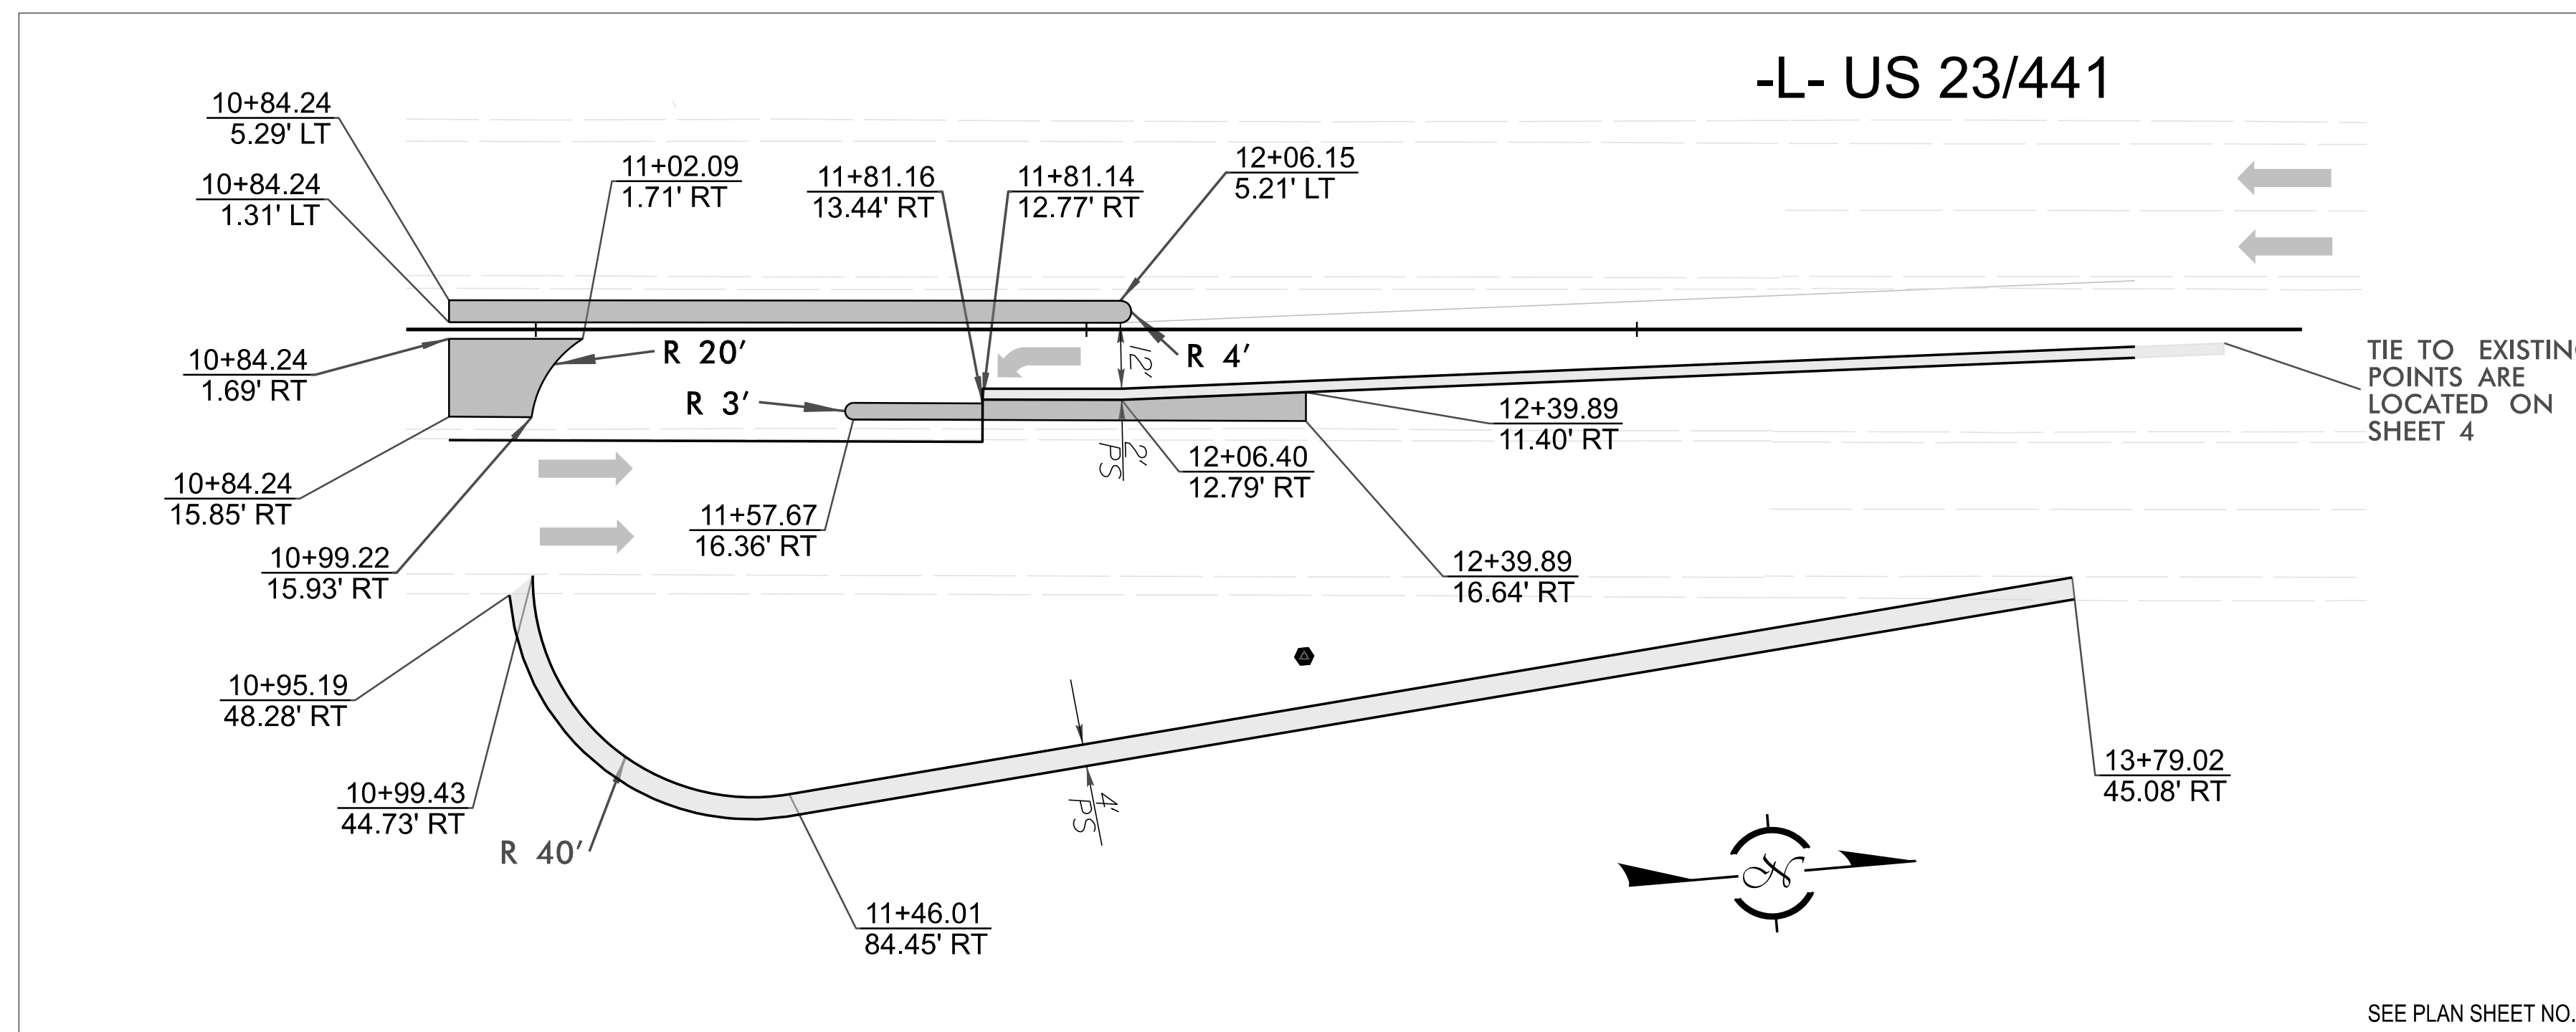 -L- US 23/441
10+84.24
5.29' LT
10+84.24
1.31' LT
11+02.09
1.71' RT
11+81.16
13.44' RT
11+81.14
12.77' RT
12+06.15
5.21' LT
10+84.24
1.69' RT
R 20'
R 3'
12'
R 4'
TIE TO EXISTING
POINTS ARE
LOCATED ON
SHEET 4
12+39.89
11.40' RT
2'
PS
12+06.40
12.79' RT
10+84.24
15.85' RT
11+57.67
16.36' RT
10+99.22
15.93' RT
12+39.89
16.64' RT
10+95.19
48.28' RT
10+99.43
44.73' RT
R 40'
4'
PS
13+79.02
45.08' RT
11+46.01
84.45' RT
N
SEE PLAN SHEET NO.